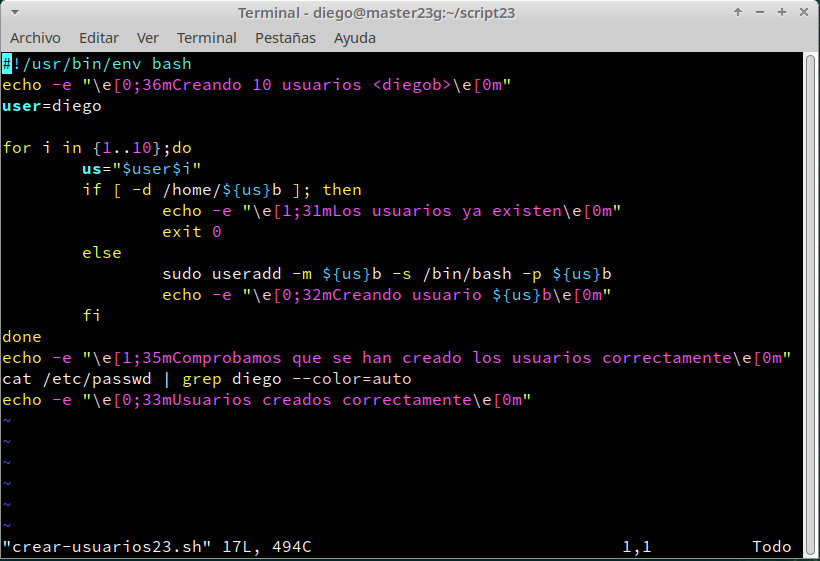 Terminal - diego@master23g:~/script23
Archivo Editar Ver Terminal Pestañas Ayuda
#!/usr/bin/env bash
echo -e "\e[0;36mCreando 10 usuarios <diegob>\e[0m"
user=diego
for i in {1..10};do
us="$user$i"
if [ -d /home/${us}b ]; then
echo -e "\e[1;31mLos usuarios ya existen\e[0m"
exit 0
else
sudo useradd -m ${us}b -s /bin/bash -p ${us}b
echo -e "\e[0;32mCreando usuario ${us}b\e[0m"
fi
done
echo -e "\e[1;35mComprobamos que se han creado los usuarios correctamente\e[0m"
cat /etc/passwd | grep diego --color=auto
echo -e "\e[0;33mUsuarios creados correctamente\e[0m"
~
~
~
~
~
~
"crear-usuarios23.sh" 17L, 494C 1,1 Todo